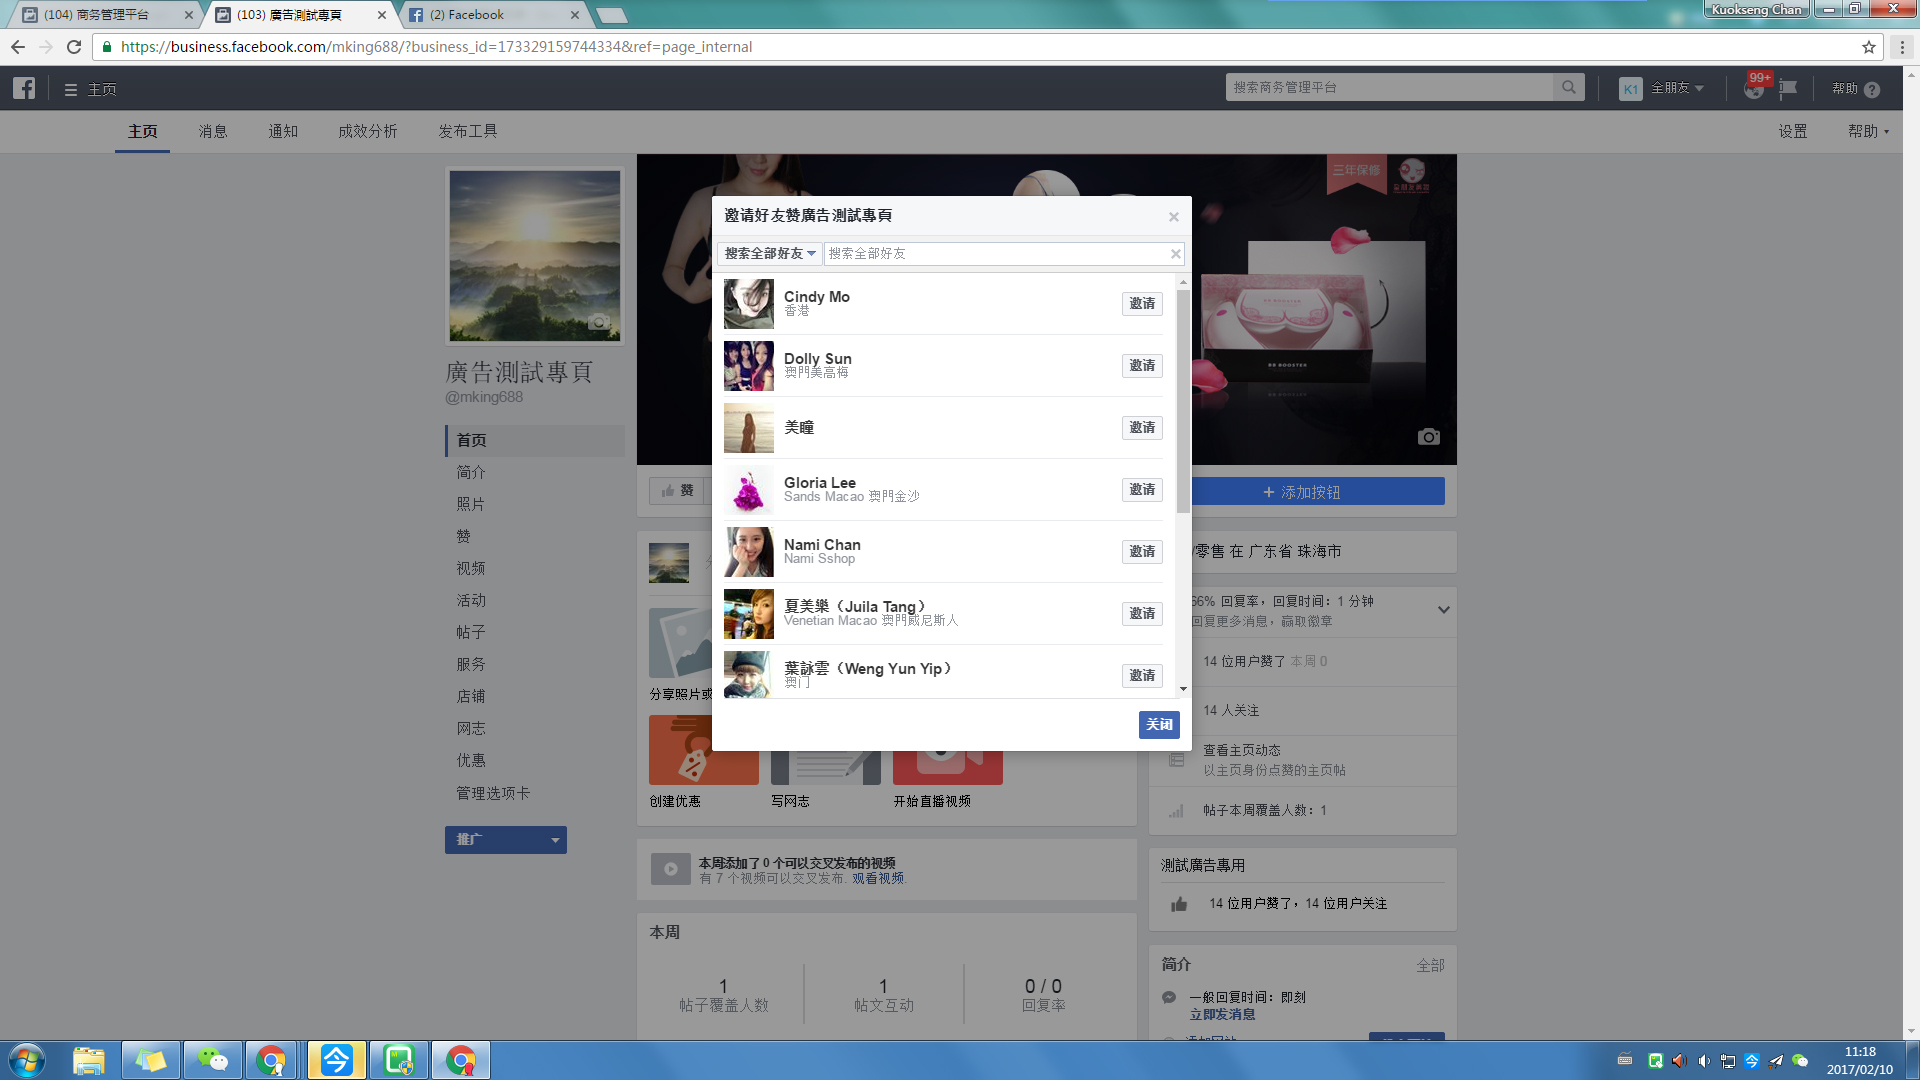 (104) 商务管理平台
(103) 廣告測試專頁
(2) Facebook
Kuokseng Chan
https://business.facebook.com/mking688/?business_id=173329159744334&ref=page_internal
主页
搜索商务管理平台
K1
全朋友
99+
帮助
主页
消息
通知
成效分析
发布工具
设置
帮助
三年保修
邀请好友赞廣告測試專頁
搜索全部好友
搜索全部好友
Cindy Mo
香港
邀请
Dolly Sun
澳門美高梅
邀请
美瞳
邀请
Gloria Lee
Sands Macao 澳門金沙
邀请
Nami Chan
Nami Sshop
邀请
夏美樂（Juila Tang）
Venetian Macao 澳門威尼斯人
邀请
葉詠雲（Weng Yun Yip）
澳门
邀请
关闭
廣告測試專頁
@mking688
首页
简介
照片
赞
视频
活动
帖子
服务
店铺
网志
优惠
管理选项卡
推广
赞
添加按钮
分享照片或
创建优惠
写网志
开始直播视频
本周添加了 0 个可以交叉发布的视频
有 7 个视频可以交叉发布. 观看视频.
本周
1
帖子覆盖人数
1
帖文互动
0 / 0
回复率
/零售 在 广东省 珠海市
66% 回复率，回复时间：1 分钟
回复更多消息，赢取徽章
14 位用户赞了 本周 0
14 人关注
查看主页动态
以主页身份点赞的主页帖
帖子本周覆盖人数：1
測試廣告專用
14 位用户赞了，14 位用户关注
简介
全部
一般回复时间：即刻
立即发消息
11:18
2017/02/10